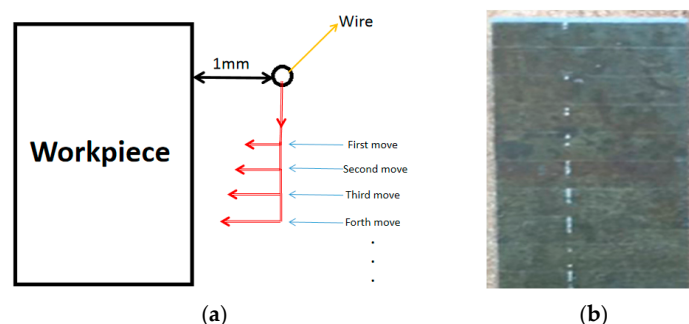 Wire
1mm
Workpiece
First move
Second move
Third move
Forth move
.
.
.
(a)
(b)